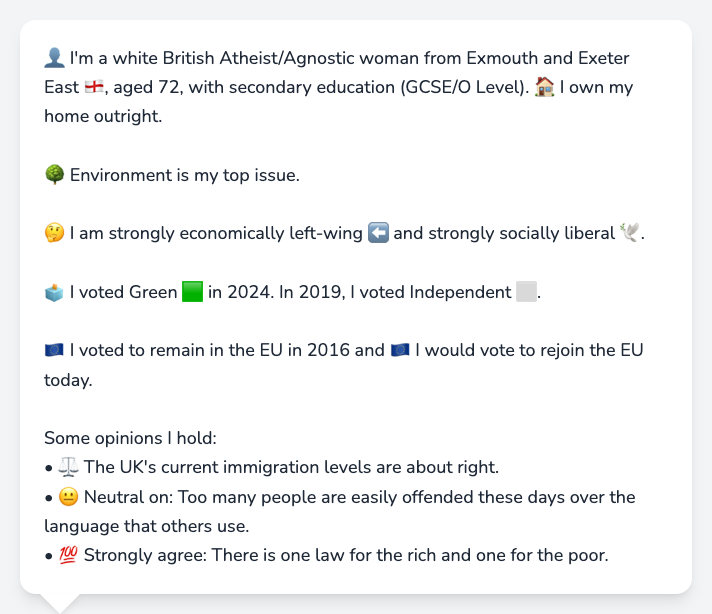 👤 I'm a white British Atheist/Agnostic woman from Exmouth and Exeter
East 🏴󠁧󠁢󠁥󠁮󠁧󠁿, aged 72, with secondary education (GCSE/O Level). 🏠 I own my
home outright.
🌳 Environment is my top issue.
🤔 I am strongly economically left-wing ⬅️ and strongly socially liberal 🕊️.
🗳️ I voted Green 🟩 in 2024. In 2019, I voted Independent ⬜.
🇪🇺 I voted to remain in the EU in 2016 and 🇪🇺 I would vote to rejoin the EU
today.
Some opinions I hold:
• ⚖️ The UK's current immigration levels are about right.
• 😐 Neutral on: Too many people are easily offended these days over the
language that others use.
• 💯 Strongly agree: There is one law for the rich and one for the poor.